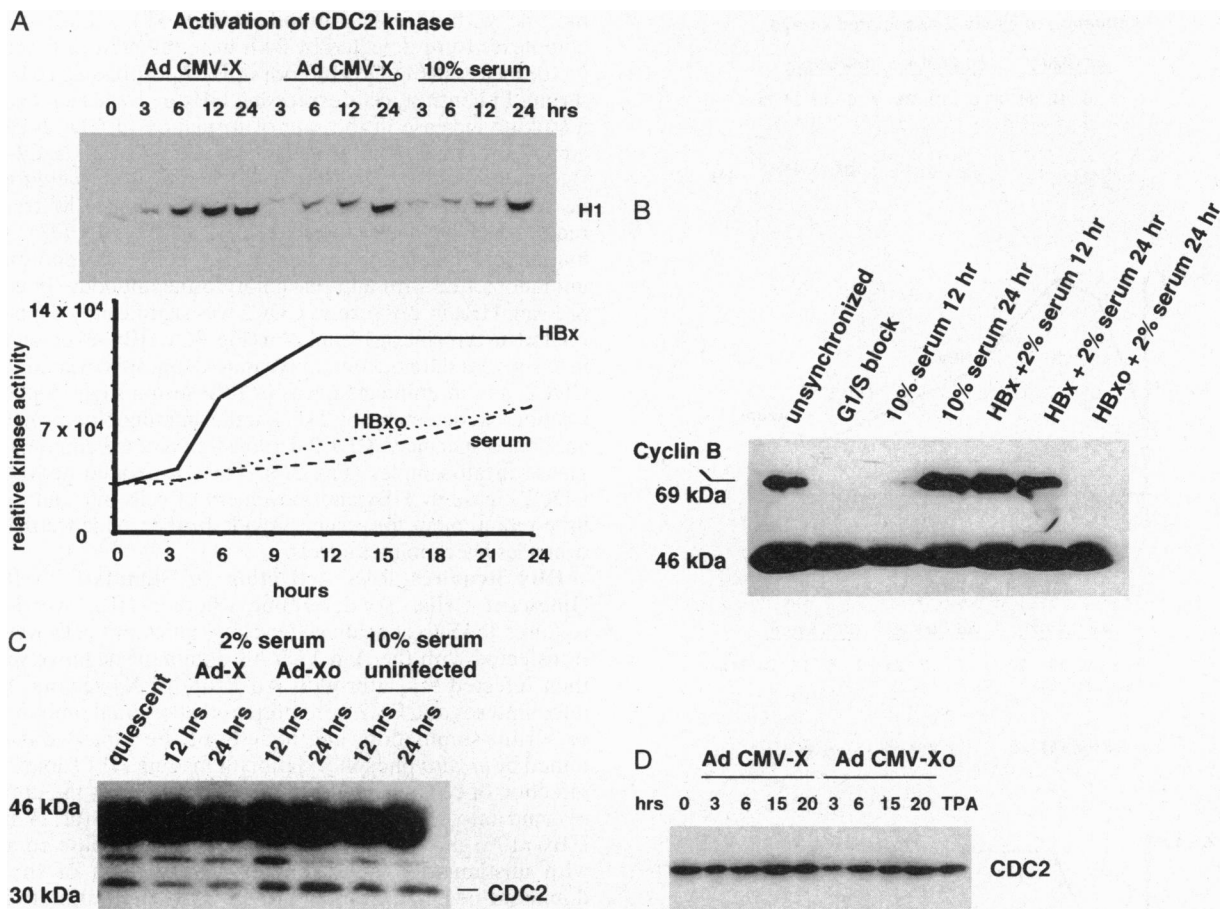 A
Activation of CDC2 kinase
Ad CMV-X Ad CMV-Xo 10% serum
0 3 6 12 24 3 6 12 24 3 6 12 24 hrs
H1
14 x 10⁴
HBx
7 x 10⁴
HBxo
serum
0
relative kinase activity
0 3 6 9 12 15 18 21 24
hours
B
unsynchronized
G1/S block
10% serum 12 hr
10% serum 24 hr
HBx +2% serum 12 hr
HBx + 2% serum 24 hr
HBxo + 2% serum 24 hr
Cyclin B
69 kDa
46 kDa
C
2% serum 10% serum
Ad-X Ad-Xo uninfected
quiescent
12 hrs
24 hrs
12 hrs
24 hrs
12 hrs
24 hrs
46 kDa
30 kDa
CDC2
D
Ad CMV-X Ad CMV-Xo
hrs 0 3 6 15 20 3 6 15 20 TPA
CDC2